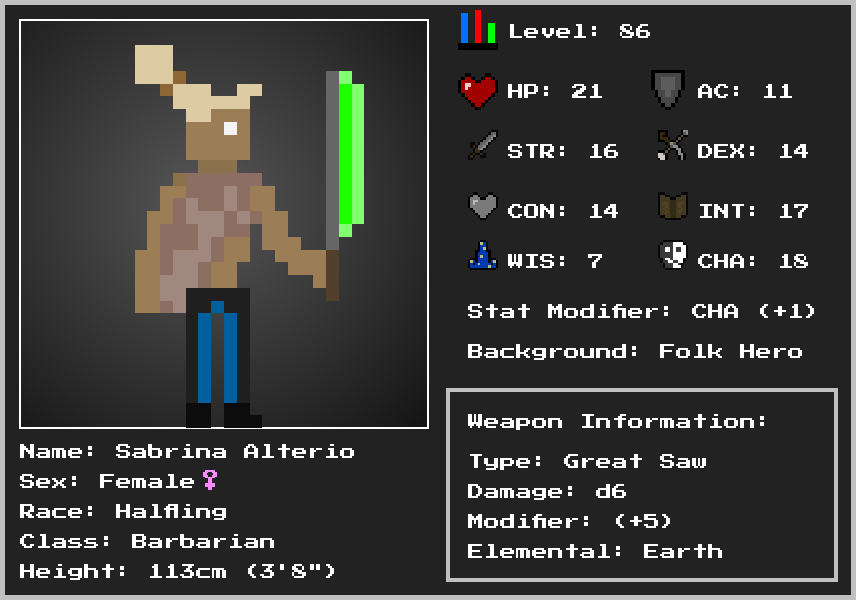 Level: 86
HP: 21
AC: 11
STR: 16
DEX: 14
CON: 14
INT: 17
WIS: 7
CHA: 18
Stat Modifier: CHA (+1)
Background: Folk Hero
Name: Sabrina Alterio
Sex: Female ♀
Race: Halfling
Class: Barbarian
Height: 113cm (3'8")
Weapon Information:
Type: Great Saw
Damage: d6
Modifier: (+5)
Elemental: Earth